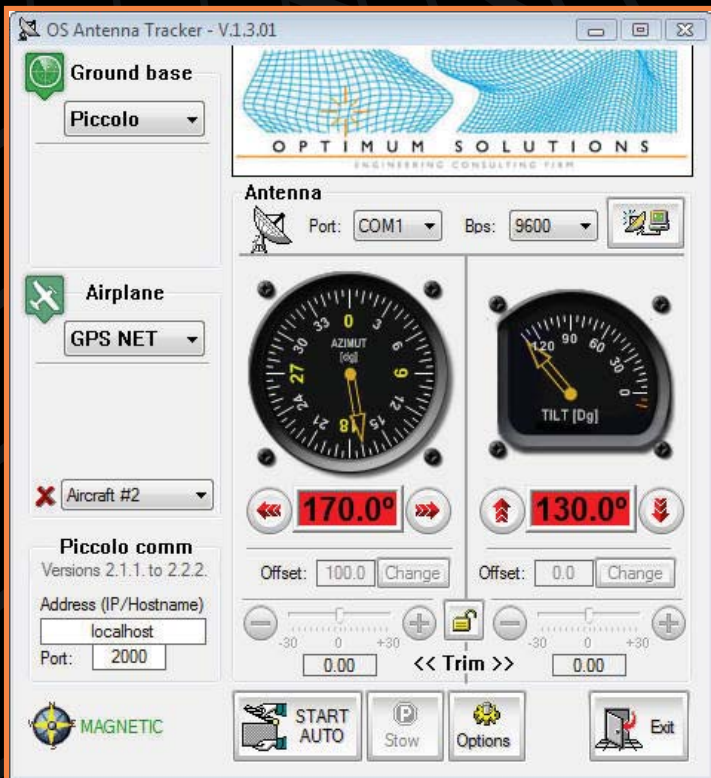 OS Antenna Tracker - V.1.3.01
Ground base
Piccolo
OPTIMUM SOLUTIONS
ENGINEERING CONSULTING FIRM
Antenna
Port: COM1 Bps: 9600
Airplane
GPS NET
0 3 6 9 12 15 18 21 24 27 30 33
AZIMUT
[dg]
120 90 60 30 0
TILT [Dg]
Aircraft #2
170.0º 130.0º
Piccolo comm
Versions 2.1.1. to 2.2.2.
Address (IP/Hostname)
localhost
Port: 2000
Offset: 100.0 Change Offset: 0.0 Change
-30 0 +30 -30 0 +30
0.00 << Trim >> 0.00
MAGNETIC
START AUTO
P
Stow
Options
Exit